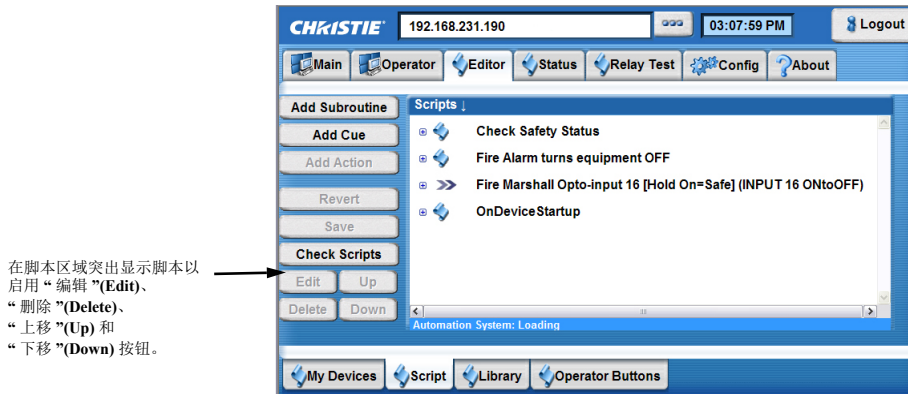 CHRISTIE 192.168.231.190 03:07:59 PM Logout
Main Operator Editor Status Relay Test Config About
Add Subroutine
Add Cue
Add Action
Revert
Save
Check Scripts
Edit Up
Delete Down
Scripts ↓
Check Safety Status
Fire Alarm turns equipment OFF
Fire Marshall Opto-input 16 [Hold On=Safe] (INPUT 16 ONtoOFF)
OnDeviceStartup
Automation System: Loading
My Devices Script Library Operator Buttons
在脚本区域突出显示脚本以
启用 “ 编辑 ”(Edit)、
“ 删除 ”(Delete)、
“ 上移 ”(Up) 和
“ 下移 ”(Down) 按钮。